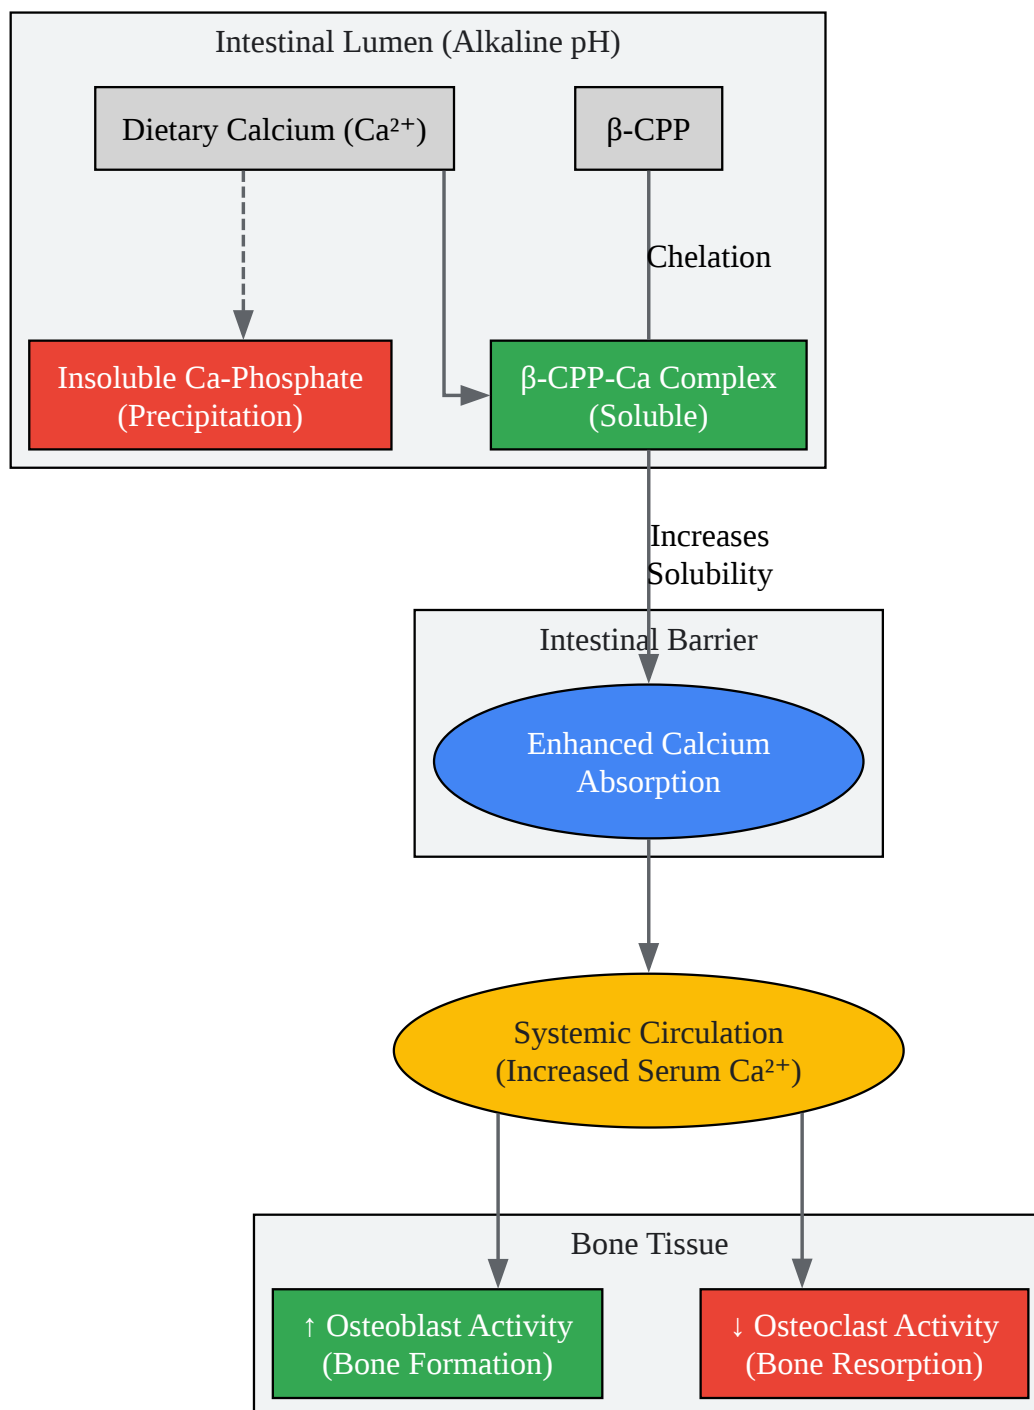 Intestinal Lumen (Alkaline pH)
Dietary Calcium (Ca²⁺)
β-CPP
Chelation
Insoluble Ca-Phosphate
(Precipitation)
β-CPP-Ca Complex
(Soluble)
Increases
Solubility
Intestinal Barrier
Enhanced Calcium
Absorption
Systemic Circulation
(Increased Serum Ca²⁺)
Bone Tissue
↑ Osteoblast Activity
(Bone Formation)
↓ Osteoclast Activity
(Bone Resorption)